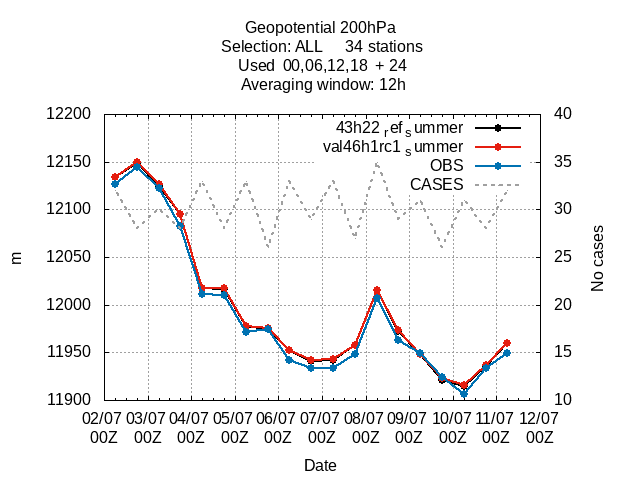 Geopotential 200hPa
Selection: ALL 34 stations
Used 00,06,12,18 + 24
Averaging window: 12h
12200 40
43h22 refsummer
val46h1rc1 summer
12150 OBS 35
CASES
12100 30
12050 25
m
No cases
12000 20
11950 15
11900 10
02/07 03/07 04/07 05/07 06/07 07/07 08/07 09/07 10/07 11/07 12/07
00Z 00Z 00Z 00Z 00Z 00Z 00Z 00Z 00Z 00Z 00Z
Date